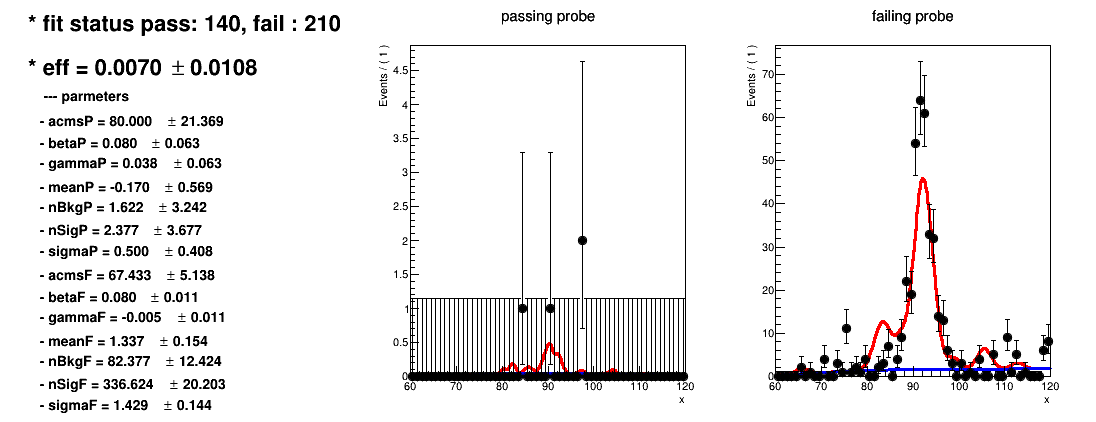 * fit status pass: 140, fail : 210
* eff = 0.0070 ± 0.0108
--- parmeters
- acmsP = 80.000 ± 21.369
- betaP = 0.080 ± 0.063
- gammaP = 0.038 ± 0.063
- meanP = -0.170 ± 0.569
- nBkgP = 1.622 ± 3.242
- nSigP = 2.377 ± 3.677
- sigmaP = 0.500 ± 0.408
- acmsF = 67.433 ± 5.138
- betaF = 0.080 ± 0.011
- gammaF = -0.005 ± 0.011
- meanF = 1.337 ± 0.154
- nBkgF = 82.377 ± 12.424
- nSigF = 336.624 ± 20.203
- sigmaF = 1.429 ± 0.144
passing probe
Events / ( 1 )
4.5
4
3.5
3
2.5
2
1.5
1
0.5
0
60 70 80 90 100 110 120
x
failing probe
Events / ( 1 )
70
60
50
40
30
20
10
0
60 70 80 90 100 110 120
x